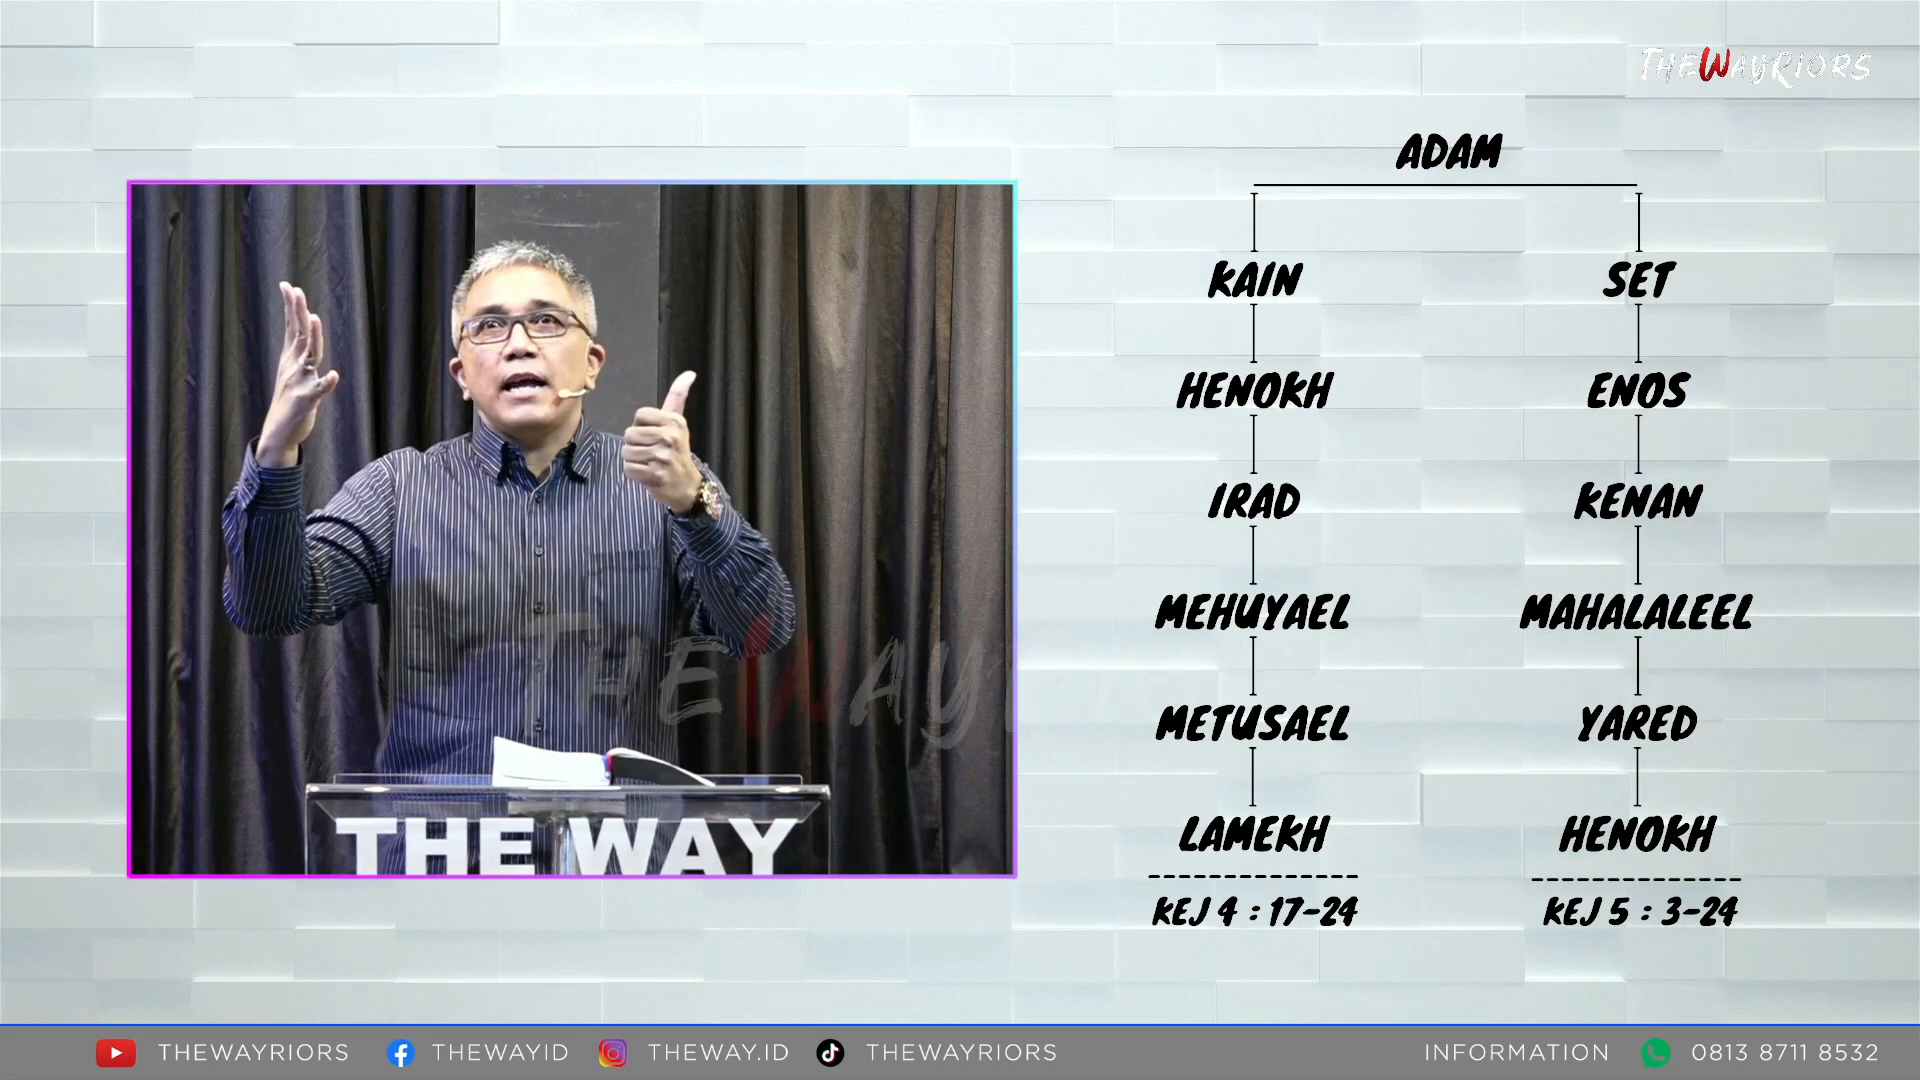 THEWAYRIORS
ADAM
KAIN SET
HENOKH ENOS
IRAD KENAN
MEHUYAEL MAHALALEEL
METUSAEL YARED
LAMEKH HENOKH
KEJ 4 : 17-24 KEJ 5 : 3-24
THEWAY
THE WAY
THEWAYRIORS THEWAYID THEWAY.ID THEWAYRIORS INFORMATION 0813 8711 8532